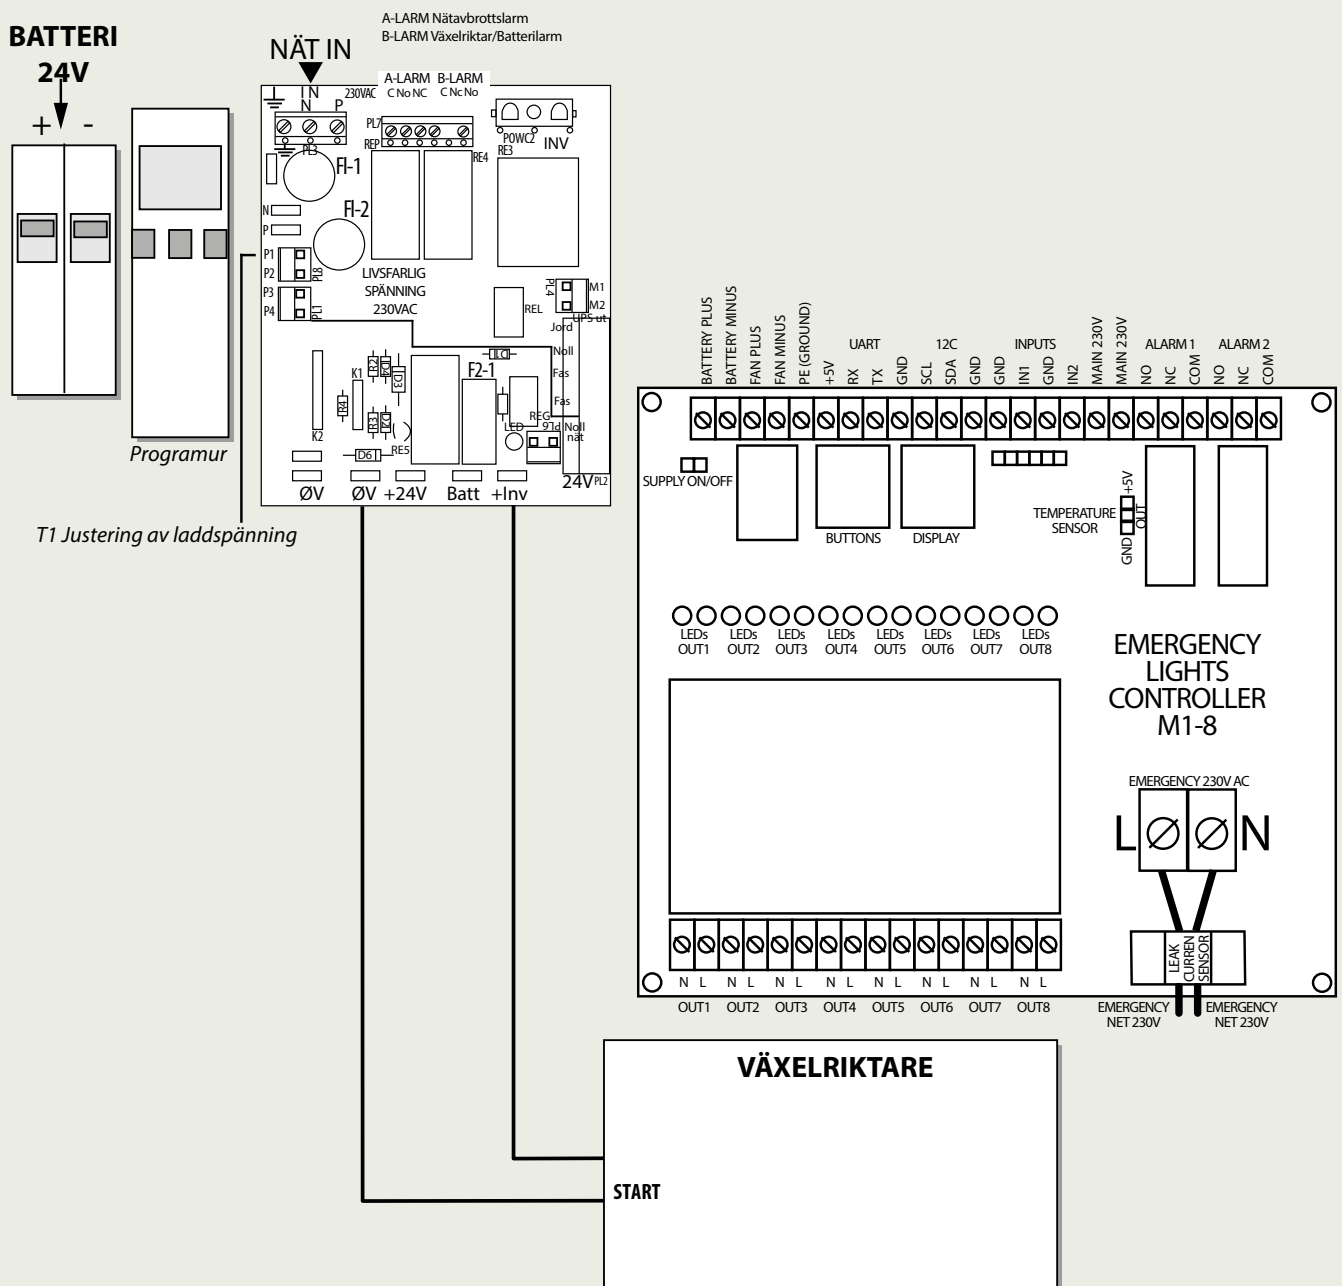 A-LARM Nätavbrottslarm
B-LARM Växelriktar/Batterilarm
BATTERI
24V
+ -
Programur
T1 Justering av laddspänning
NÄT IN
IN
N P
230VAC
A-LARM B-LARM
C No NC C Nc No
PL3
PL7
REP
RE4
POWC2
RE3
INV
FI-1
FI-2
N
P
P1
P2
PL8
P3
P4
PL1
LIVSFARLIG
SPÄNNING
230VAC
REL
PL4
M1
M2
UPS ut
Jord
Noll
Fas
Fas
Noll
nät
K2
K1
R4
R2
D4
D3
R3
RE5
D6
F2-1
D1
REG
LED
PL6
24V PL2
ØV ØV +24V Batt +Inv
BATTERY PLUS
BATTERY MINUS
FAN PLUS
FAN MINUS
PE (GROUND)
UART
+5V
RX
TX
GND
12C
SCL
SDA
GND
INPUTS
GND
IN1
GND
IN2
MAIN 230V
MAIN 230V
ALARM 1
NO
NC
COM
ALARM 2
NO
NC
COM
SUPPLY ON/OFF
BUTTONS
DISPLAY
TEMPERATURE
SENSOR
+5V
OUT
GND
LEDs LEDs LEDs LEDs LEDs LEDs LEDs LEDs
OUT1 OUT2 OUT3 OUT4 OUT5 OUT6 OUT7 OUT8
EMERGENCY
LIGHTS
CONTROLLER
M1-8
EMERGENCY 230V AC
L N
LEAK
CURREN
SENSOR
EMERGENCY
NET 230V
EMERGENCY
NET 230V
N L N L N L N L N L N L N L N L
OUT1 OUT2 OUT3 OUT4 OUT5 OUT6 OUT7 OUT8
VÄXELRIKTARE
START